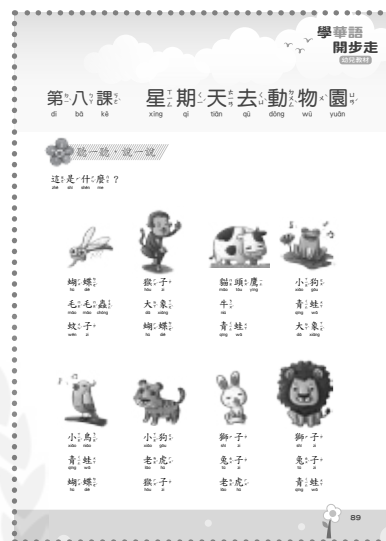 學華語
開步走
幼兒教材
第八課 星期天去動物園
dì bā kè xīng qí tiān qù dòng wù yuán
聽一聽，說一說
這是什麼？
zhè shì shén me
蝴蝶 猴子 貓頭鷹 小狗
hú dié hóu zi māo tóu yīng xiǎo gǒu
毛毛蟲 大象 牛 青蛙
máo máo chóng dà xiàng niú qīng wā
蚊子 蝴蝶 青蛙 大象
wén zi hú dié qīng wā dà xiàng
小鳥 小狗 獅子 獅子
xiǎo niǎo xiǎo gǒu shī zi shī zi
青蛙 老虎 兔子 兔子
qīng wā lǎo hǔ tù zi tù zi
蝴蝶 猴子 老虎 青蛙
hú dié hóu zi lǎo hǔ qīng wā
89